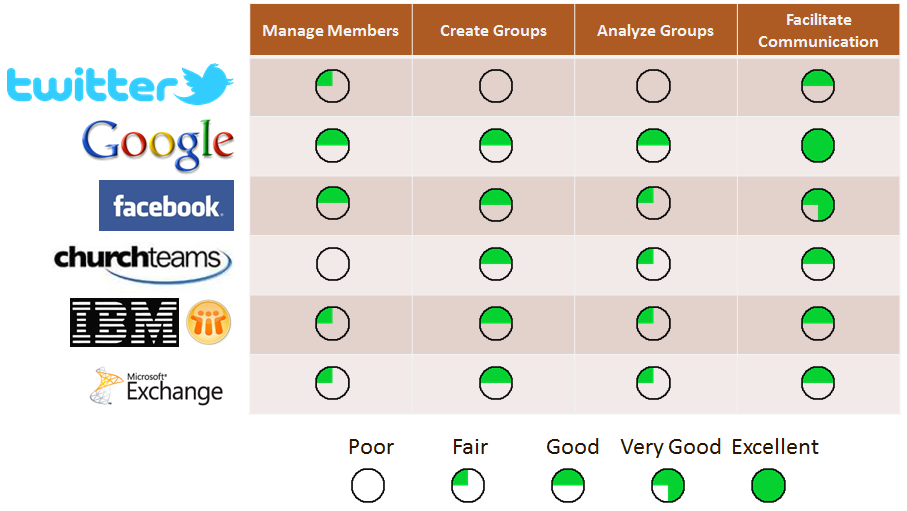 Manage Members
Create Groups
Analyze Groups
Facilitate
Communication
twitter
Google
facebook.
churchteams
IBM
Microsoft®
Exchange
Poor
Fair
Good
Very Good
Excellent